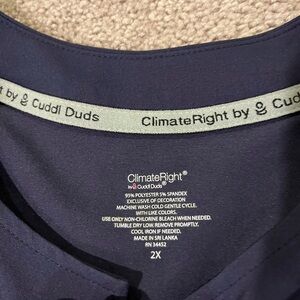 t by Cuddl Duds
ClimateRight by
ClimateRight®
by Cuddl Duds®
95% POLYESTER 5% SPANDEX
EXCLUSIVE OF DECORATION
MACHINE WASH COLD GENTLE CYCLE.
WITH LIKE COLORS.
USE ONLY NON-CHLORINE BLEACH WHEN NEEDED.
TUMBLE DRY LOW. REMOVE PROMPTLY.
COOL IRON IF NEEDED.
MADE IN SRI LANKA
RN 34452
2X